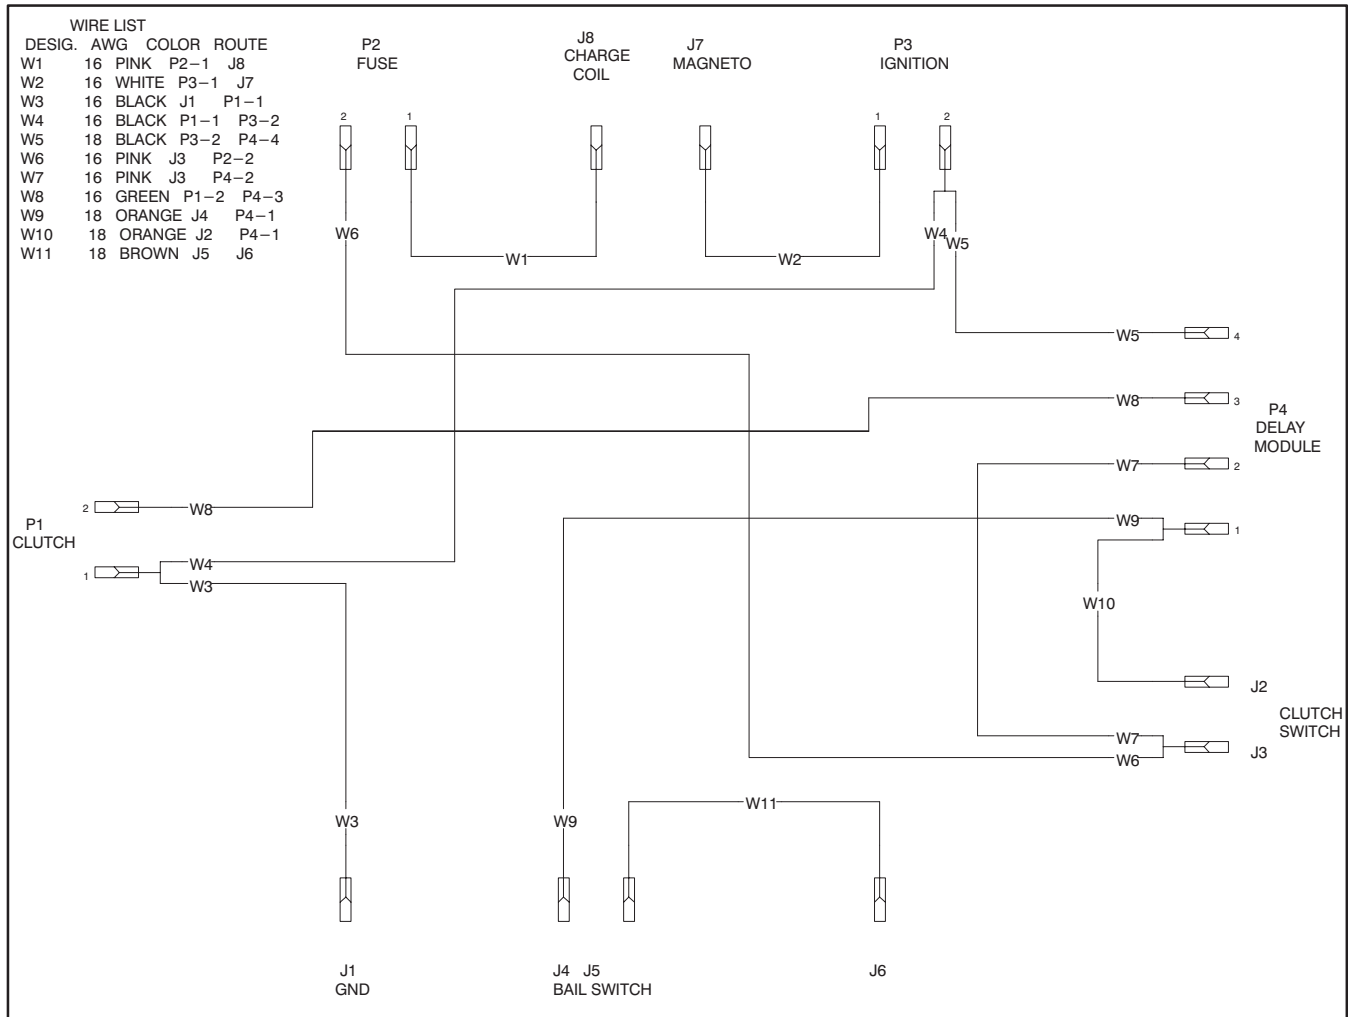 WIRE LIST
DESIG. AWG COLOR ROUTE
W1 16 PINK P2−1 J8
W2 16 WHITE P3−1 J7
W3 16 BLACK J1 P1−1
W4 16 BLACK P1−1 P3−2
W5 18 BLACK P3−2 P4−4
W6 16 PINK J3 P2−2
W7 16 PINK J3 P4−2
W8 16 GREEN P1−2 P4−3
W9 18 ORANGE J4 P4−1
W10 18 ORANGE J2 P4−1
W11 18 BROWN J5 J6
P2
FUSE
J8
CHARGE
COIL
J7
MAGNETO
P3
IGNITION
2
1
1
2
W6
W1
W2
W4
W5
W5
4
W8
3
P4
DELAY
MODULE
W7
2
2
W8
P1
CLUTCH
W9
1
1
W4
W3
W10
J2
CLUTCH
SWITCH
W7
W6
J3
W11
W3
W9
J1
GND
J4 J5
BAIL SWITCH
J6